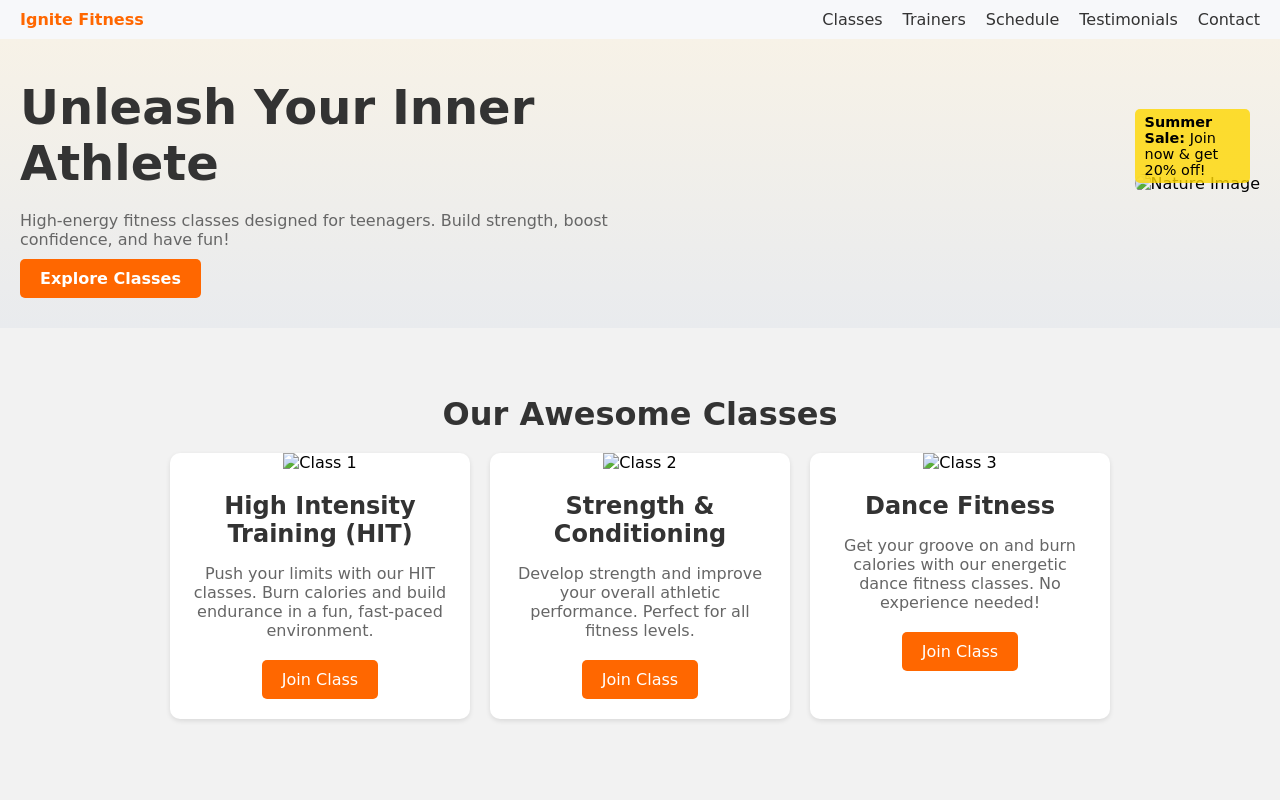 Ignite Fitness
Classes Trainers Schedule Testimonials Contact
Unleash Your Inner
Athlete
High-energy fitness classes designed for teenagers. Build strength, boost
confidence, and have fun!
Explore Classes
Summer
Sale: Join
now & get
20% off!
Nature Image
Our Awesome Classes
Class 1
High Intensity
Training (HIT)
Push your limits with our HIT
classes. Burn calories and build
endurance in a fun, fast-paced
environment.
Join Class
Class 2
Strength &
Conditioning
Develop strength and improve
your overall athletic
performance. Perfect for all
fitness levels.
Join Class
Class 3
Dance Fitness
Get your groove on and burn
calories with our energetic
dance fitness classes. No
experience needed!
Join Class